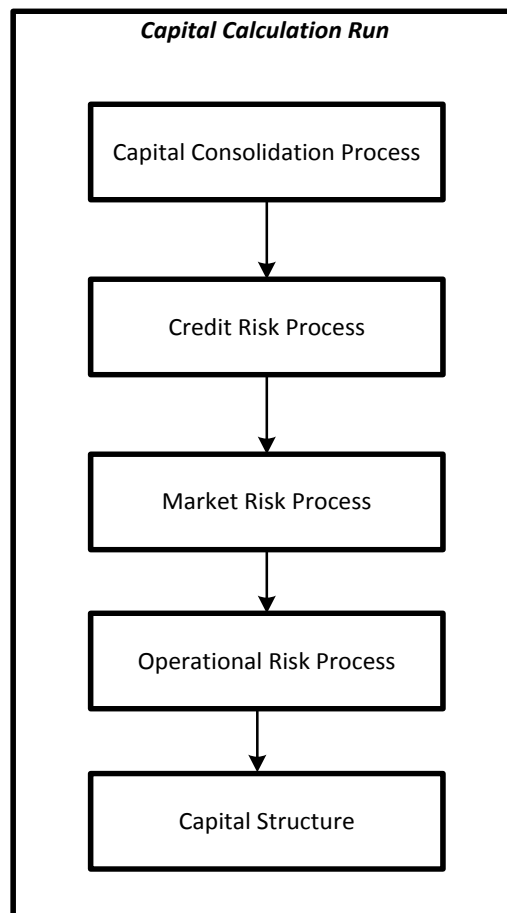 Capital Calculation Run
Capital Consolidation Process
Credit Risk Process
Market Risk Process
Operational Risk Process
Capital Structure